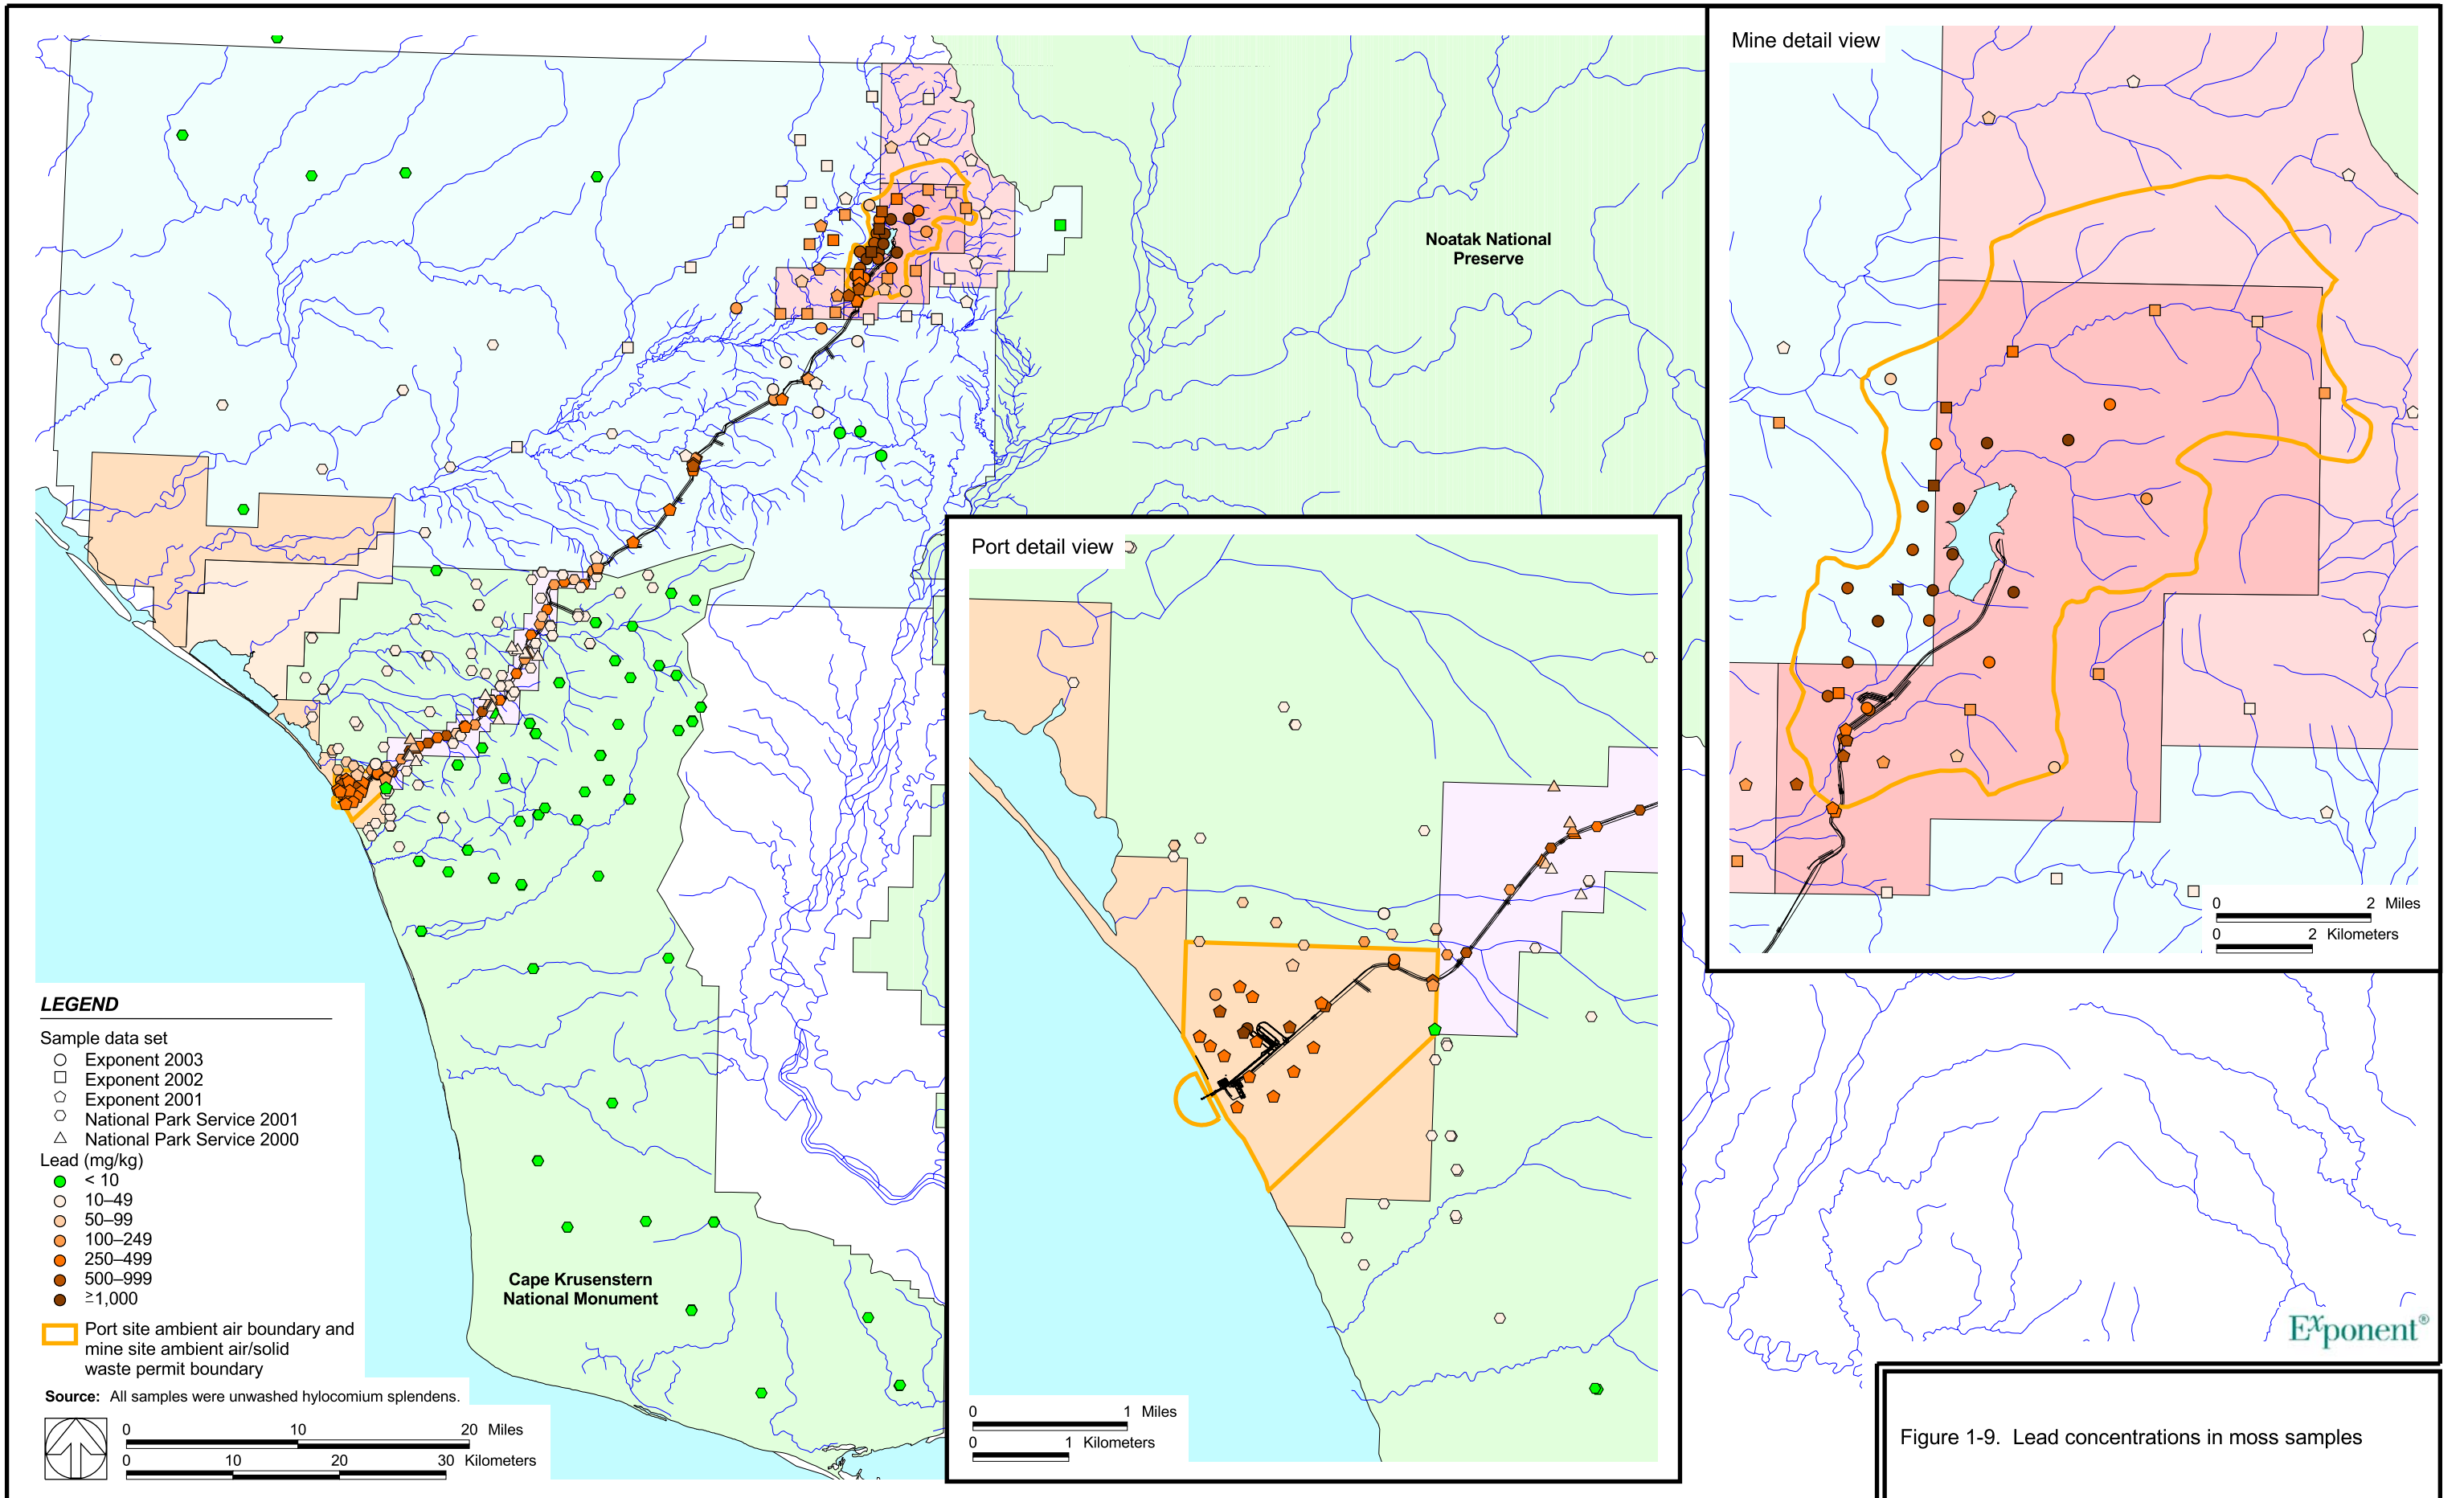 Mine detail view
Noatak National
Preserve
Port detail view
0 2 Miles
0 2 Kilometers
LEGEND
Sample data set
Exponent 2003
Exponent 2002
Exponent 2001
National Park Service 2001
National Park Service 2000
Lead (mg/kg)
< 10
10–49
50–99
100–249
250–499
500–999
≥1,000
Port site ambient air boundary and
mine site ambient air/solid
waste permit boundary
Source: All samples were unwashed hylocomium splendens.
0 10 20 Miles
0 10 20 30 Kilometers
Cape Krusenstern
National Monument
0 1 Miles
0 1 Kilometers
Exponent®
Figure 1-9. Lead concentrations in moss samples